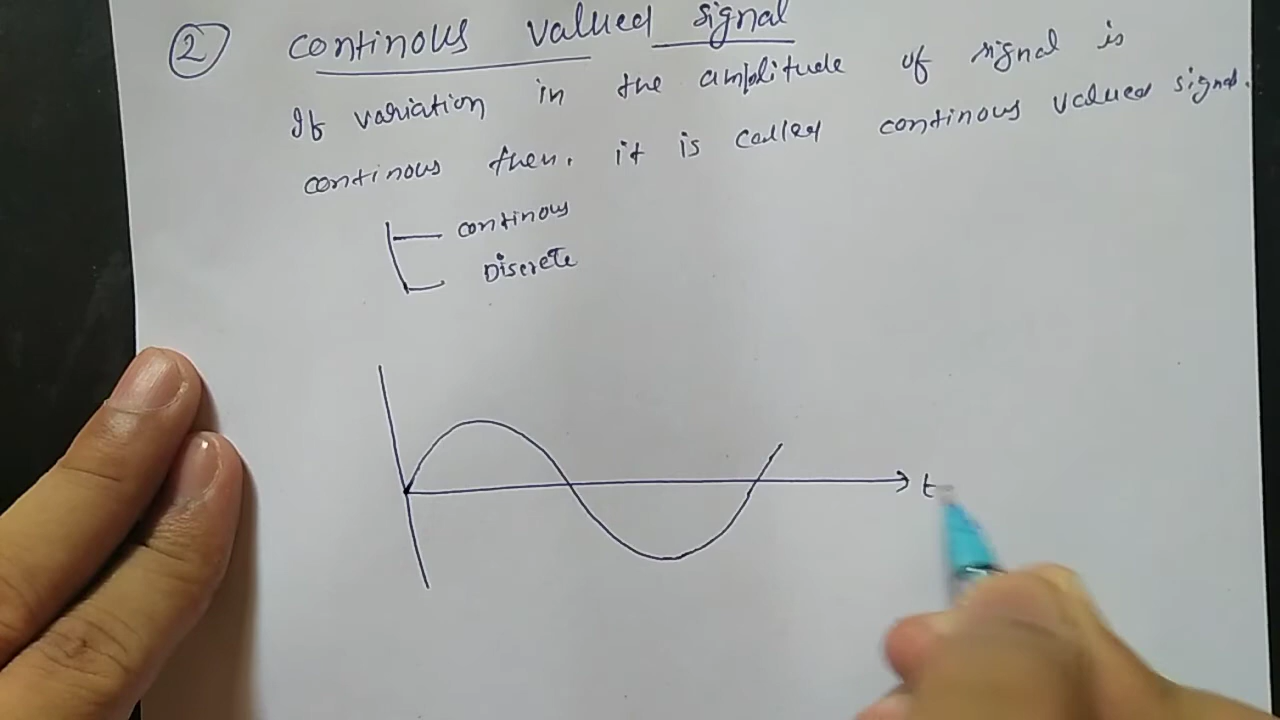 2 continous valued signal
If variation in the amplitude of signal is
continous then. it is called continous valued signal.
continous
Discrete
t